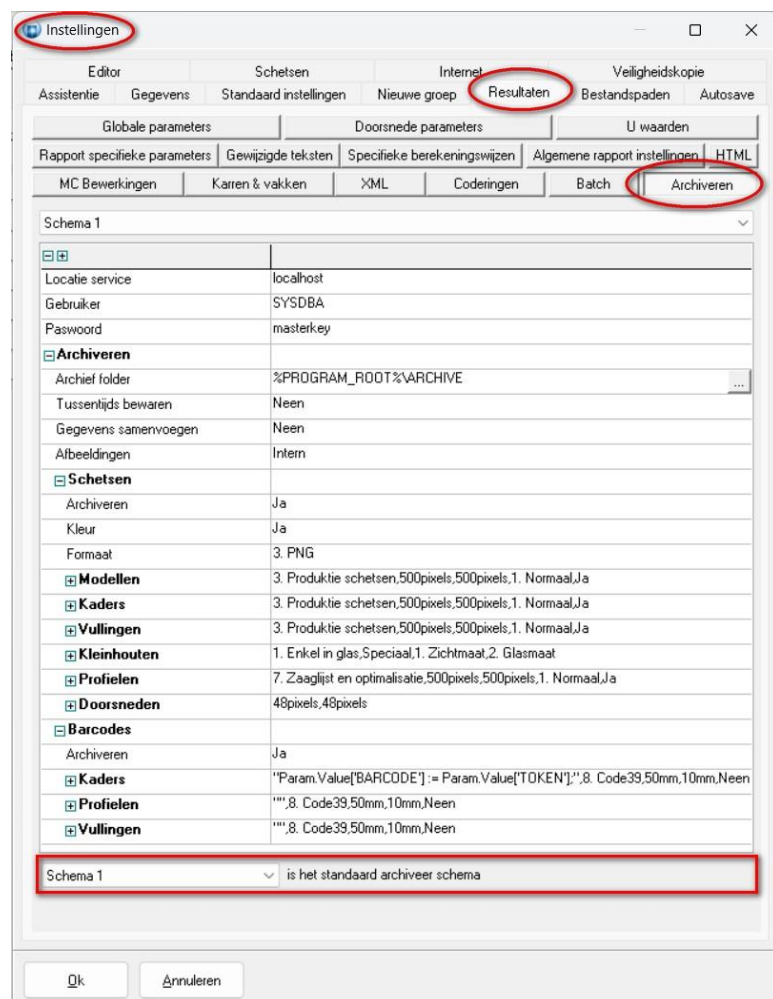 Instellingen
Editor Schetsen Internet Veiligheidskopie
Assistentie Gegevens Standaard instellingen Nieuwe groep Resultaten Bestandspaden Autosave
Globale parameters Doorsnede parameters U waarden
Rapport specifieke parameters Gewijzigde teksten Specifieke berekeningswijzen Algemene rapport instellingen HTML
MC Bewerkingen Karren & vakken XML Coderingen Batch Archiveren
Schema 1
Locatie service localhost
Gebruiker SYSDBA
Paswoord masterkey
Archiveren
Archief folder %PROGRAM_ROOT%\ARCHIVE ...
Tussentijds bewaren Neen
Gegevens samenvoegen Neen
Afbeeldingen Intern
Schetsen
Archiveren Ja
Kleur Ja
Formaat 3. PNG
Modellen 3. Produktie schetsen,500pixels,500pixels,1. Normaal,Ja
Kaders 3. Produktie schetsen,500pixels,500pixels,1. Normaal,Ja
Vullingen 3. Produktie schetsen,500pixels,500pixels,1. Normaal,Ja
Kleinhouten 1. Enkel in glas,Speciaal,1. Zichtmaat,2. Glasmaat
Profielen 7. Zaaglijst en optimalisatie,500pixels,500pixels,1. Normaal,Ja
Doorsneden 48pixels,48pixels
Barcodes
Archiveren Ja
Kaders "Param.Value['BARCODE'] := Param.Value['TOKEN'];",8. Code39,50mm,10mm,Neen
Profielen "",8. Code39,50mm,10mm,Neen
Vullingen "",8. Code39,50mm,10mm,Neen
Schema 1 is het standaard archiveer schema
Ok Annuleren